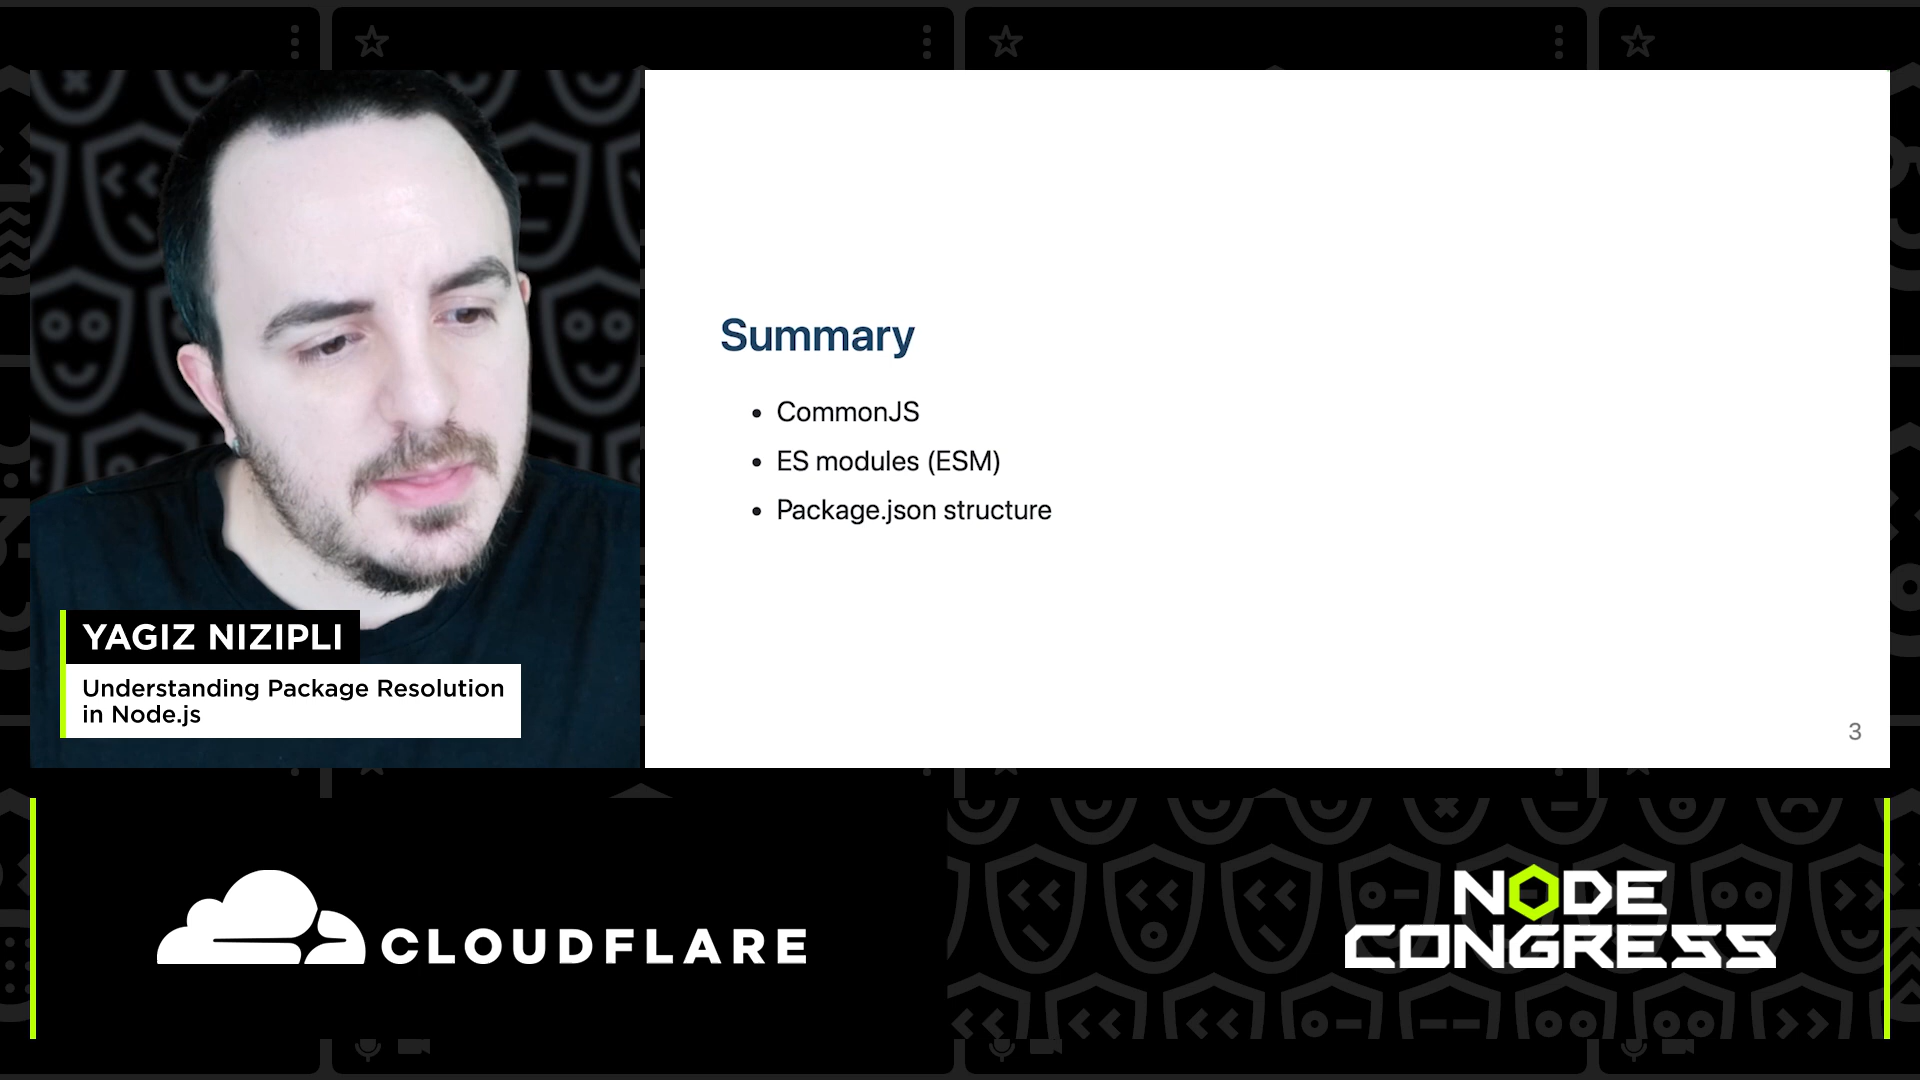 YAGIZ NIZIPLI
Understanding Package Resolution
in Node.js
Summary
CommonJS
ES modules (ESM)
Package.json structure
3
CLOUDFLARE
NODE
CONGRESS